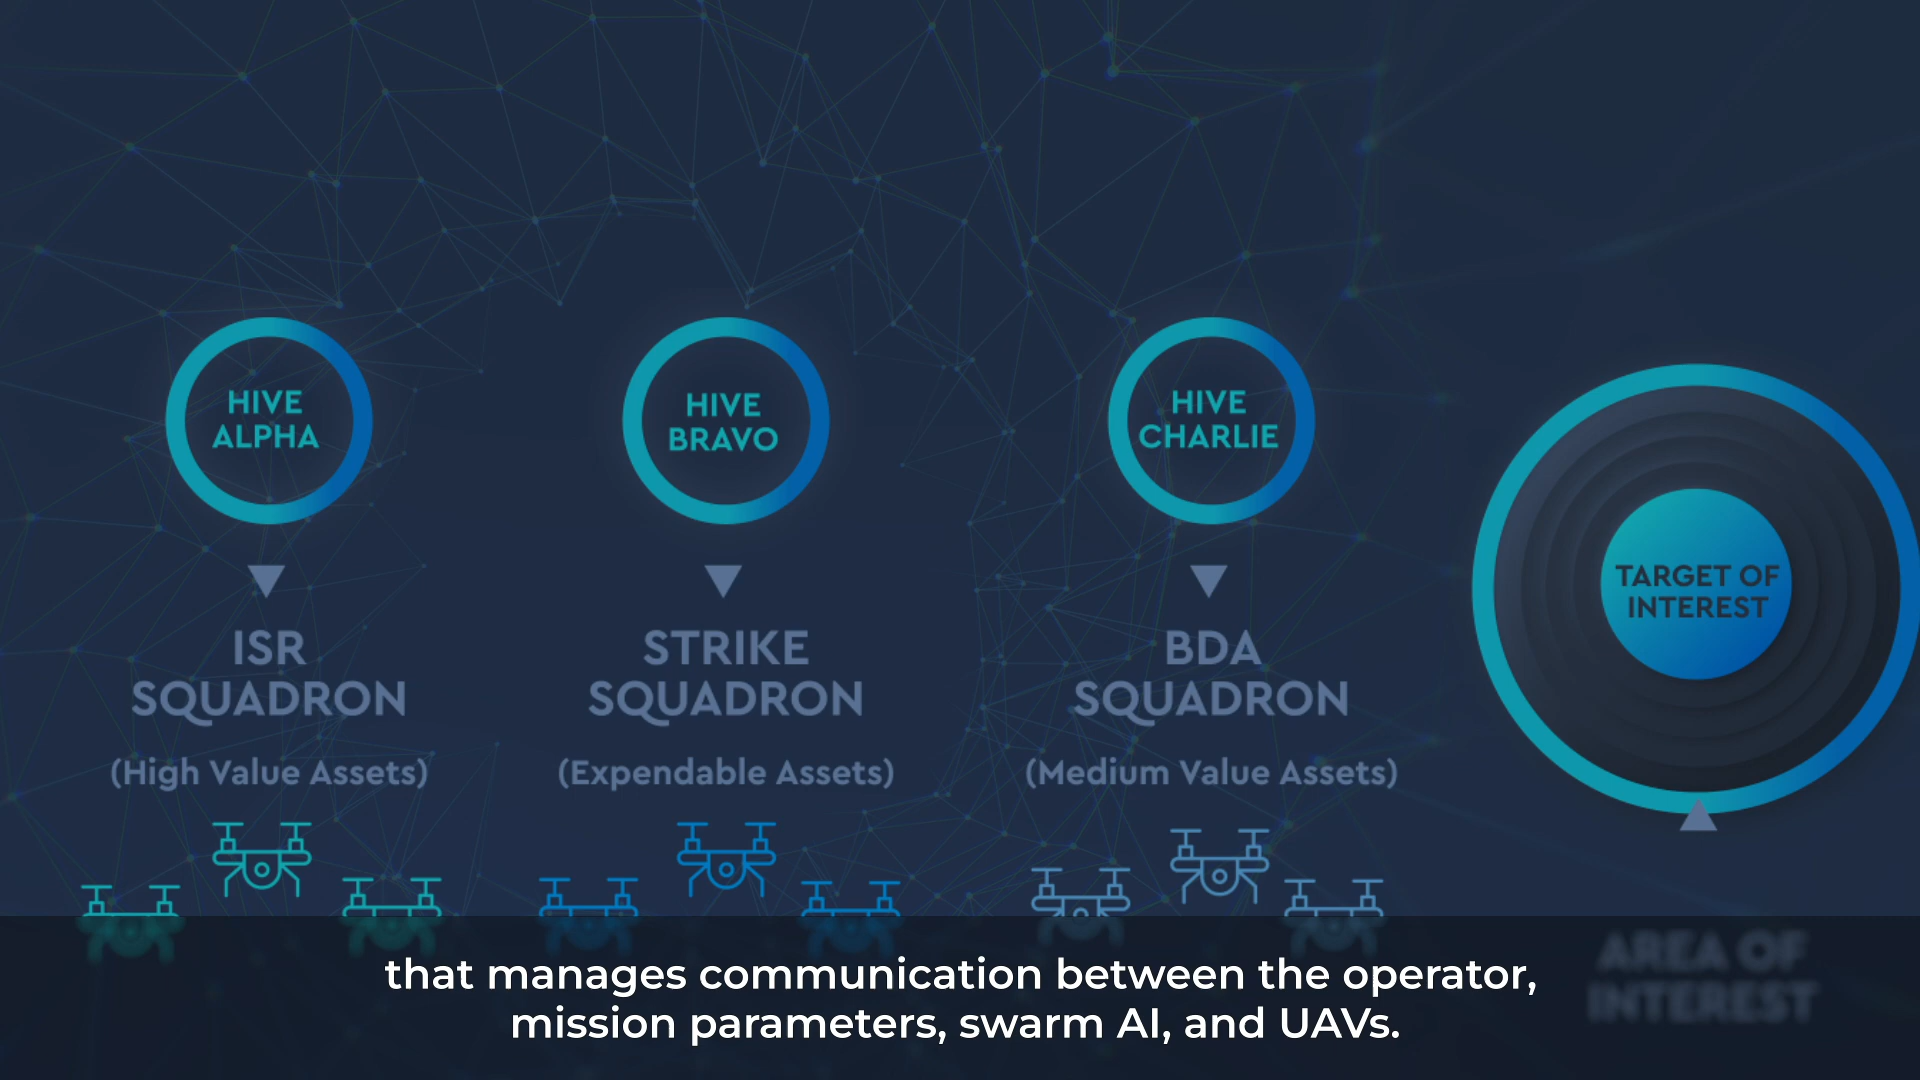 HIVE
ALPHA
HIVE
BRAVO
HIVE
CHARLIE
TARGET OF
INTEREST
ISR
SQUADRON
(High Value Assets)
STRIKE
SQUADRON
(Expendable Assets)
BDA
SQUADRON
(Medium Value Assets)
AREA OF
INTEREST
that manages communication between the operator,
mission parameters, swarm AI, and UAVs.